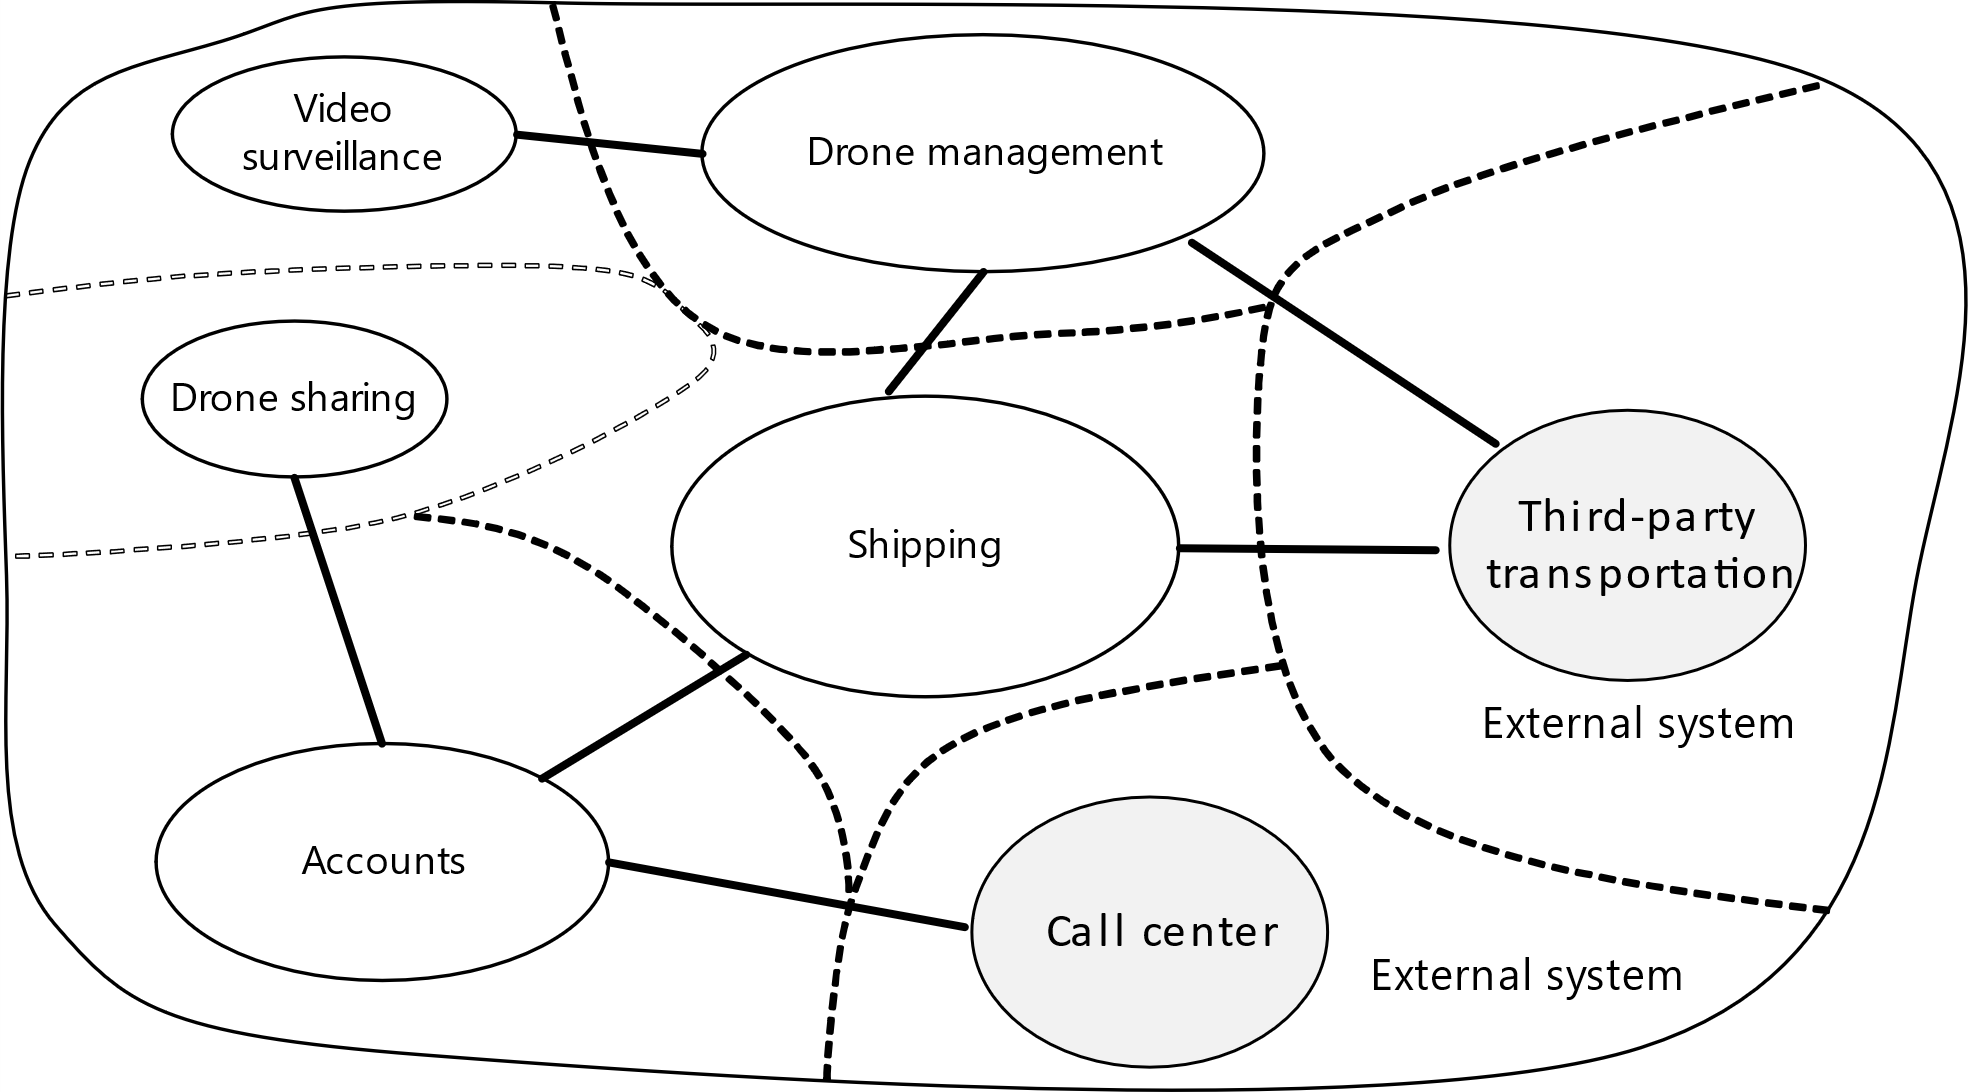 Video
surveillance
Drone management
Drone sharing
Shipping
Third-party
transportation
External system
Accounts
Call center
External system